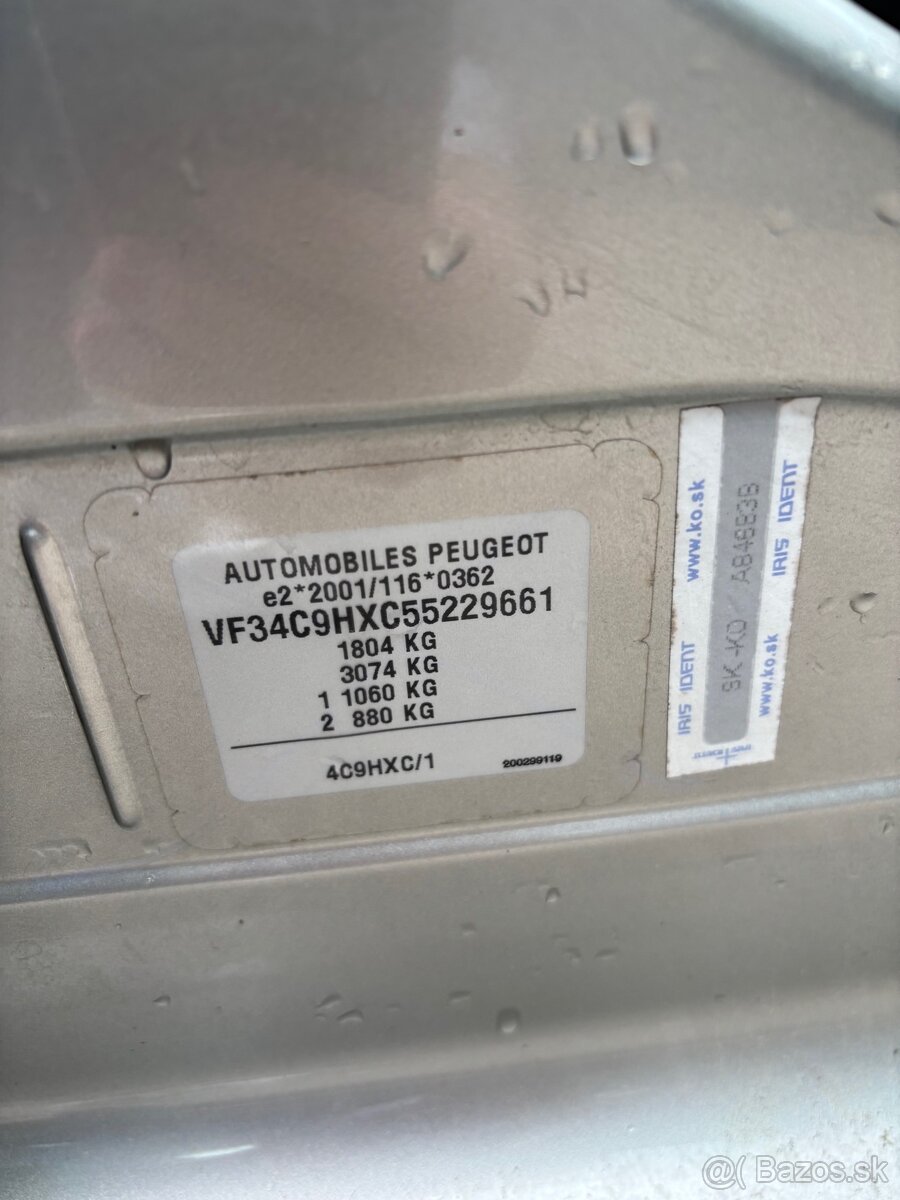 AUTOMOBILES PEUGEOT
e2*2001/116*0362
VF34C9HXC55229661
1804 KG
3074 KG
1 1060 KG
2 880 KG
4C9HXC/1
200299119
www.ko.sk
IRIS IDENT
IRIS IDENT
www.ko.sk
@( Bazos.sk